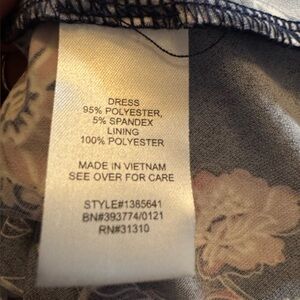 DRESS
95% POLYESTER,
5% SPANDEX
LINING
100% POLYESTER
MADE IN VIETNAM
SEE OVER FOR CARE
STYLE#1385641
BN#393774/0121
RN#31310